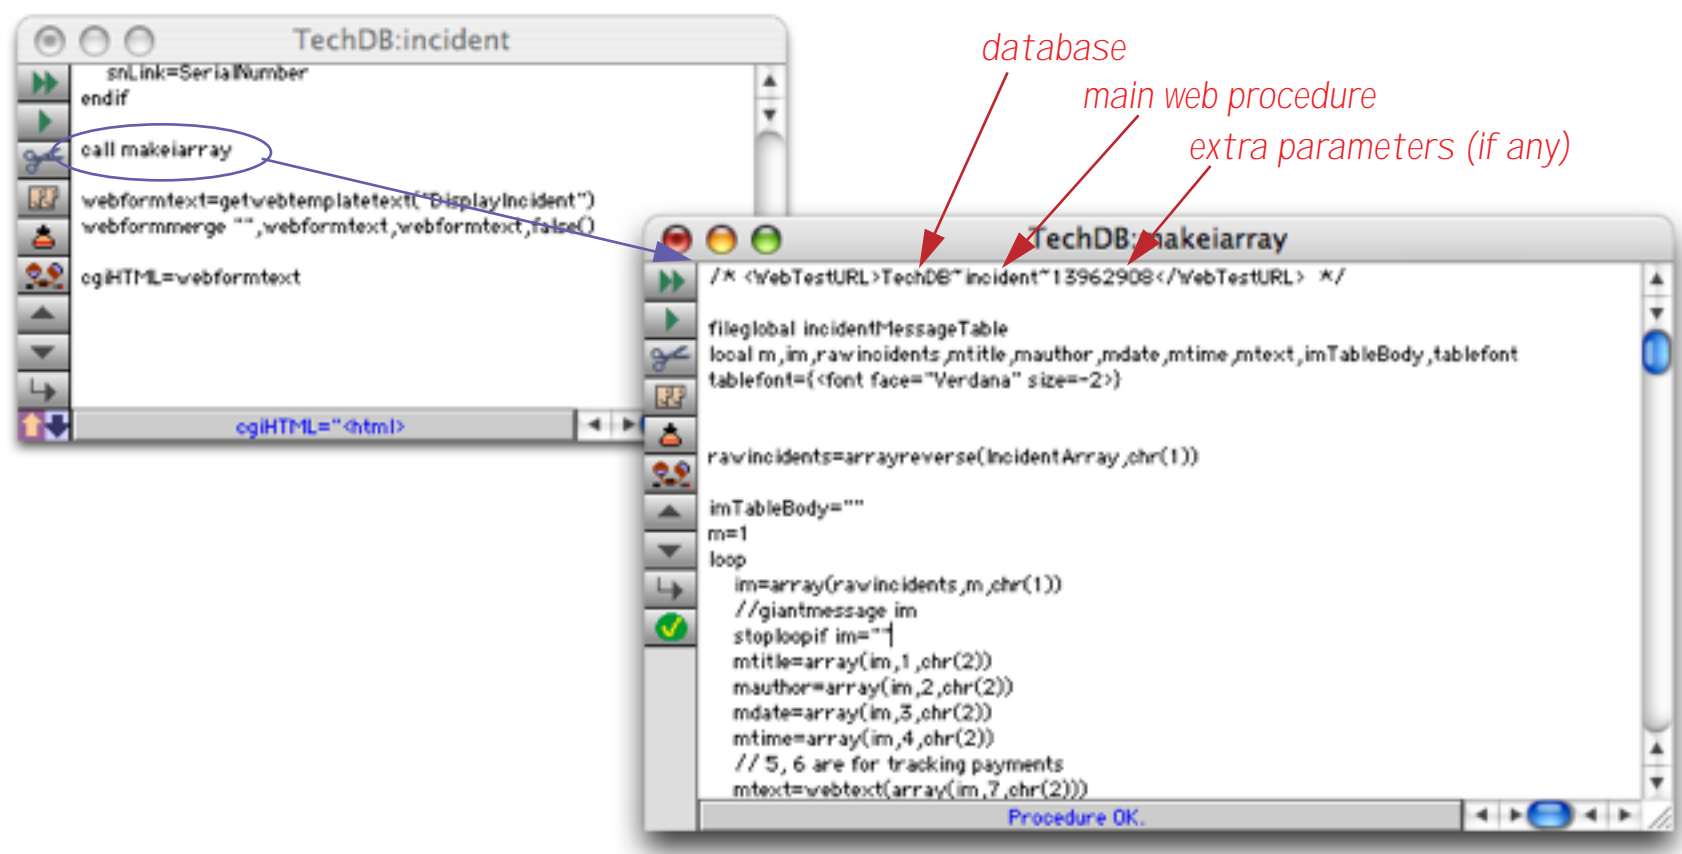 TechDB:incident
snLink=SerialNumber
endif
call makeiarray
webformtext=getwebtemplatetext("DisplayIncident")
webformmerge "",webformtext,webformtext,false()
cgiHTML=webformtext
cgiHTML="<html>
database
main web procedure
extra parameters (if any)
TechDB:makeiarray
/* <WebTestURL>TechDB~incident~13962908</WebTestURL> */
fileglobal incidentMessageTable
local m,im,rawincidents,mtitle,mauthor,mdate,mtime,mtext,imTableBody,tablefont
tablefont={<font face="Verdana" size=-2>}
rawincidents=arrayreverse(IncidentArray,chr(1))
imTableBody=""
m=1
loop
im=array(rawincidents,m,chr(1))
//giantmessage im
stoploopif im=""
mtitle=array(im,1,chr(2))
mauthor=array(im,2,chr(2))
mdate=array(im,3,chr(2))
mtime=array(im,4,chr(2))
// 5, 6 are for tracking payments
mtext=webtext(array(im,7,chr(2)))
Procedure OK.